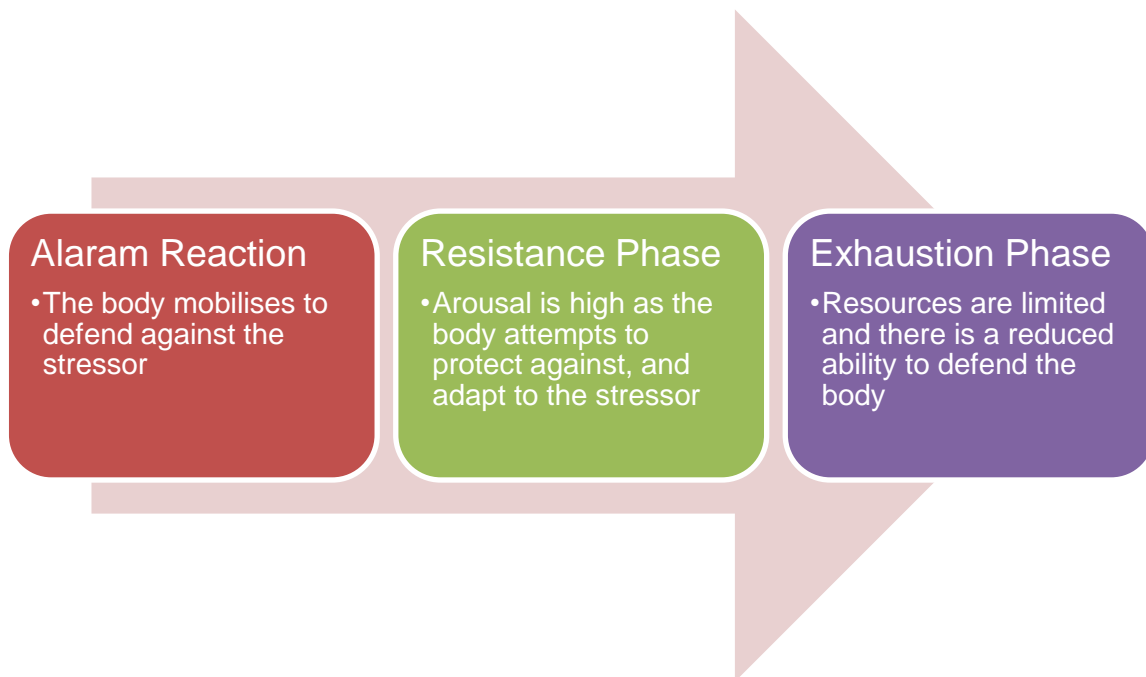 Alaram Reaction
•The body mobilises to
defend against the
stressor
Resistance Phase
•Arousal is high as the
body attempts to
protect against, and
adapt to the stressor
Exhaustion Phase
•Resources are limited
and there is a reduced
ability to defend the
body